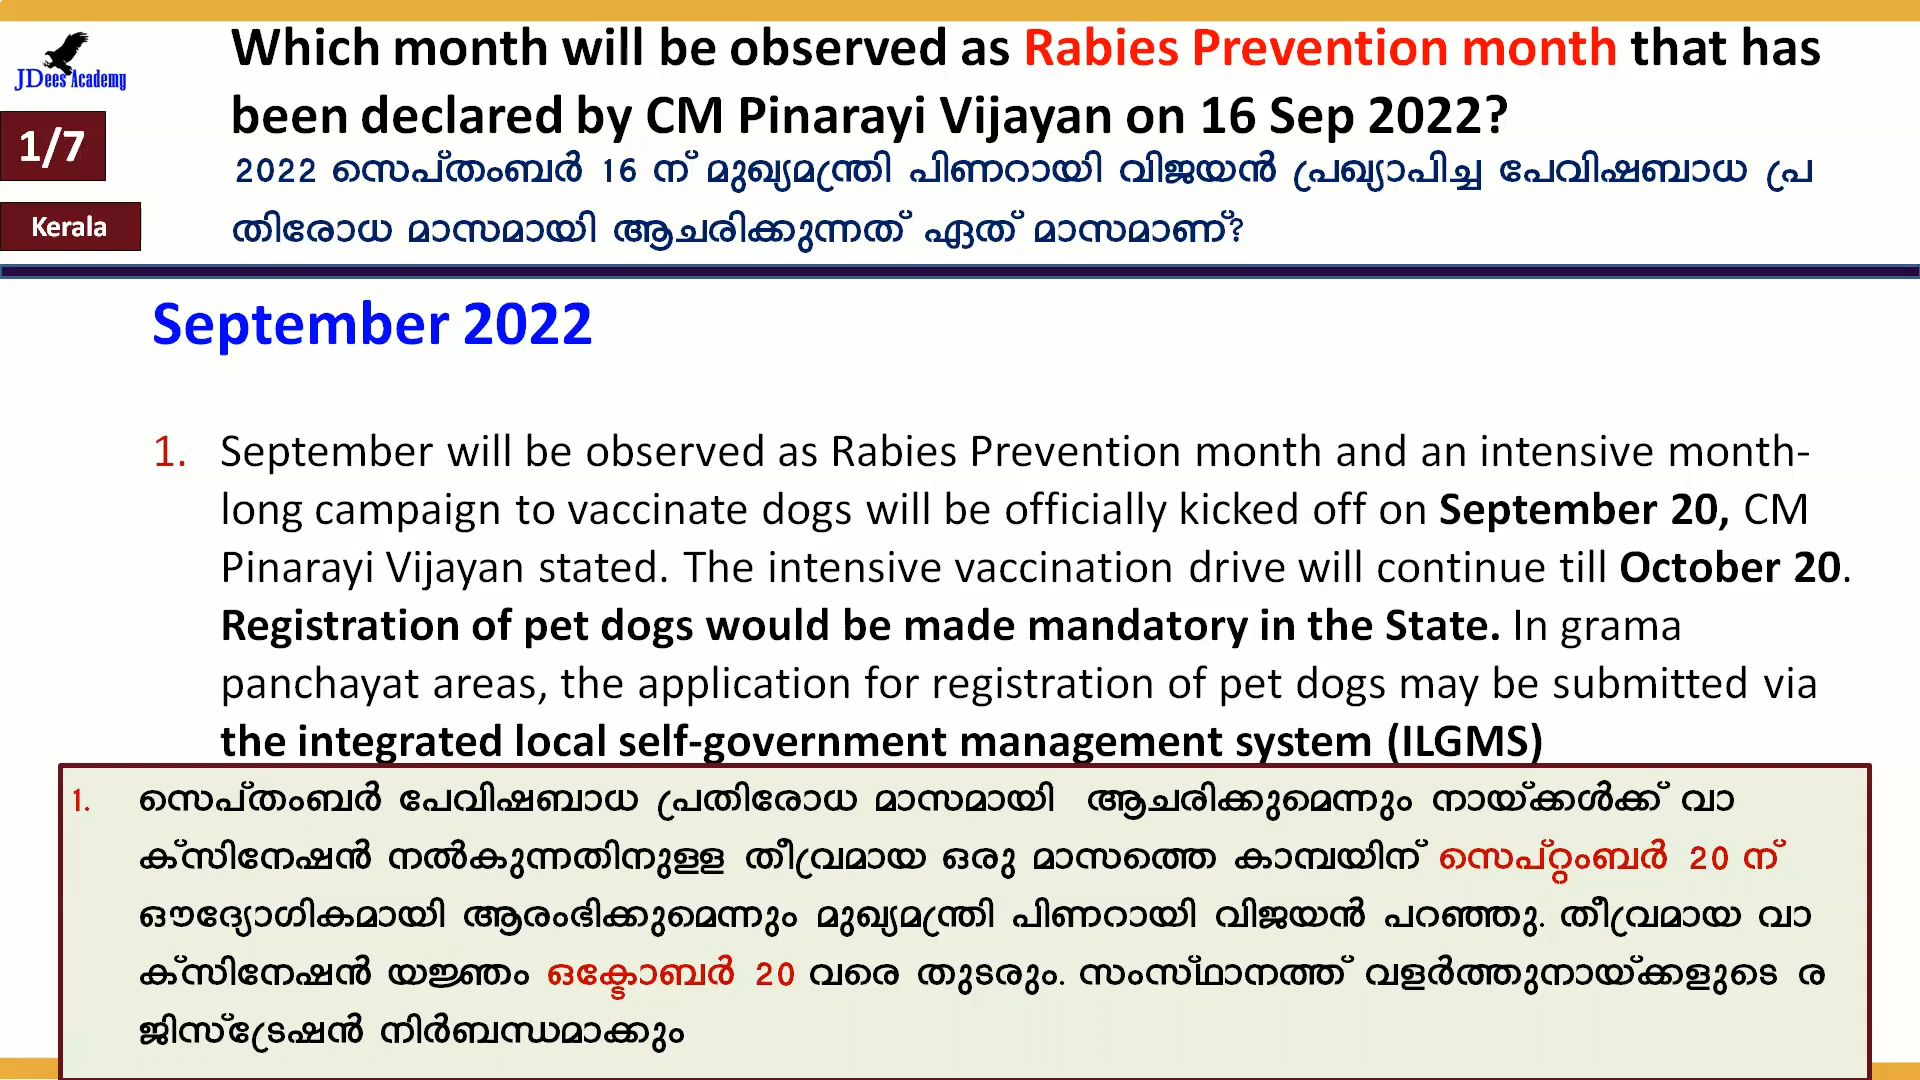 Which month will be observed as Rabies Prevention month that has
been declared by CM Pinarayi Vijayan on 16 Sep 2022?
JDees Academy
1/7
Kerala
2022 സെപ്തംബർ 16 ന് മുഖ്യമന്ത്രി പിണറായി വിജയൻ പ്രഖ്യാപിച്ച പേവിഷബാധ പ്ര
തിരോധ മാസമായി ആചരിക്കുന്നത് ഏത് മാസമാണ്?
September 2022
1. September will be observed as Rabies Prevention month and an intensive month-
long campaign to vaccinate dogs will be officially kicked off on September 20, CM
Pinarayi Vijayan stated. The intensive vaccination drive will continue till October 20.
Registration of pet dogs would be made mandatory in the State. In grama
panchayat areas, the application for registration of pet dogs may be submitted via
the integrated local self-government management system (ILGMS)
1. സെപ്തംബർ പേവിഷബാധ പ്രതിരോധ മാസമായി ആചരിക്കുമെന്നും നായ്ക്കൾക്ക് വാ
ക്സിനേഷൻ നൽകുന്നതിനുള്ള തീവ്രമായ ഒരു മാസത്തെ കാമ്പയിന് സെപ്റ്റംബർ 20 ന്
ഔദ്യോഗികമായി ആരംഭിക്കുമെന്നും മുഖ്യമന്ത്രി പിണറായി വിജയൻ പറഞ്ഞു. തീവ്രമായ വാ
ക്സിനേഷൻ യജ്ഞം ഒക്ടോബർ 20 വരെ തുടരും. സംസ്ഥാനത്ത് വളർത്തുനായ്ക്കളുടെ ര
ജിസ്ട്രേഷൻ നിർബന്ധമാക്കും